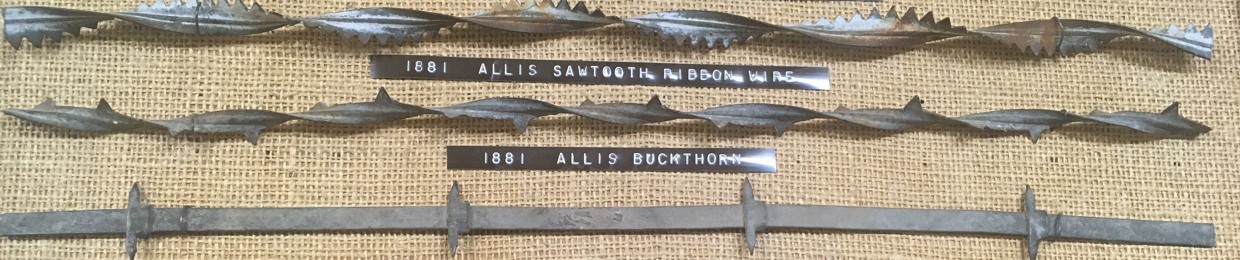 1881 ALLIS SAWTOOTH RIBBON WIRE
1881 ALLIS BUCKTHORN